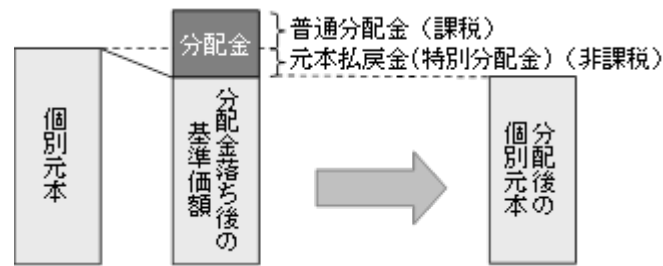 普通分配金（課税）
分配金
元本払戻金(特別分配金)（非課税）
個別元本
分配金落ち後の
基準価額
分配後の
個別元本